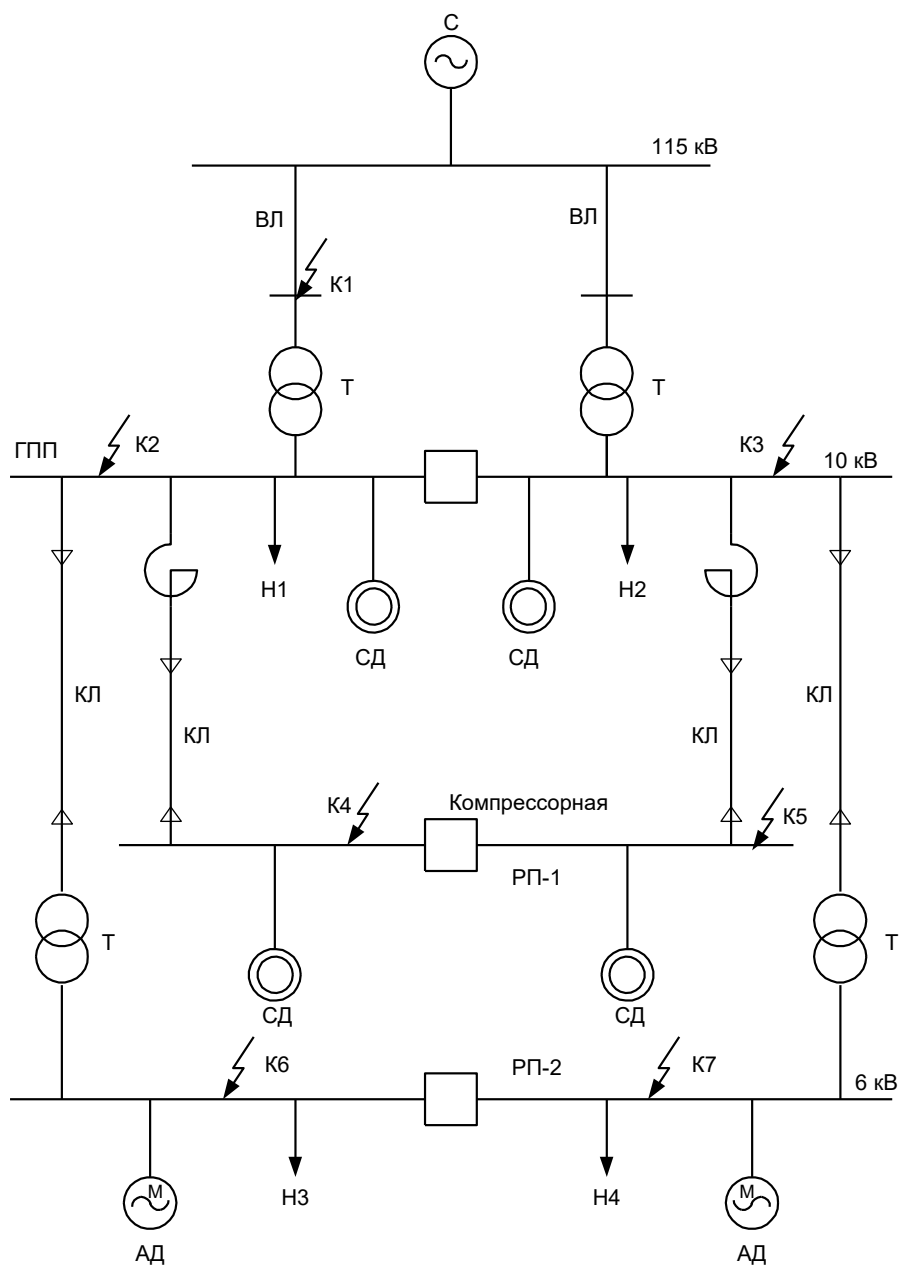 С
115 кВ
ВЛ
ВЛ
К1
Т
Т
ГПП
К2
К3
10 кВ
Н1
Н2
СД
СД
КЛ
КЛ
КЛ
КЛ
К4
Компрессорная
К5
РП-1
Т
Т
СД
СД
К6
РП-2
К7
6 кВ
М
М
Н3
Н4
АД
АД